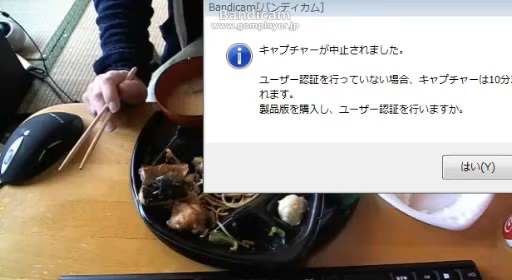 Bandicam[バンディカム]
Bandicam
www.gomplayer.jp
キャプチャーが中止されました。
ユーザー認証を行っていない場合、キャプチャーは10分
れます。
製品版を購入し、ユーザー認証を行いますか。
はい(Y)